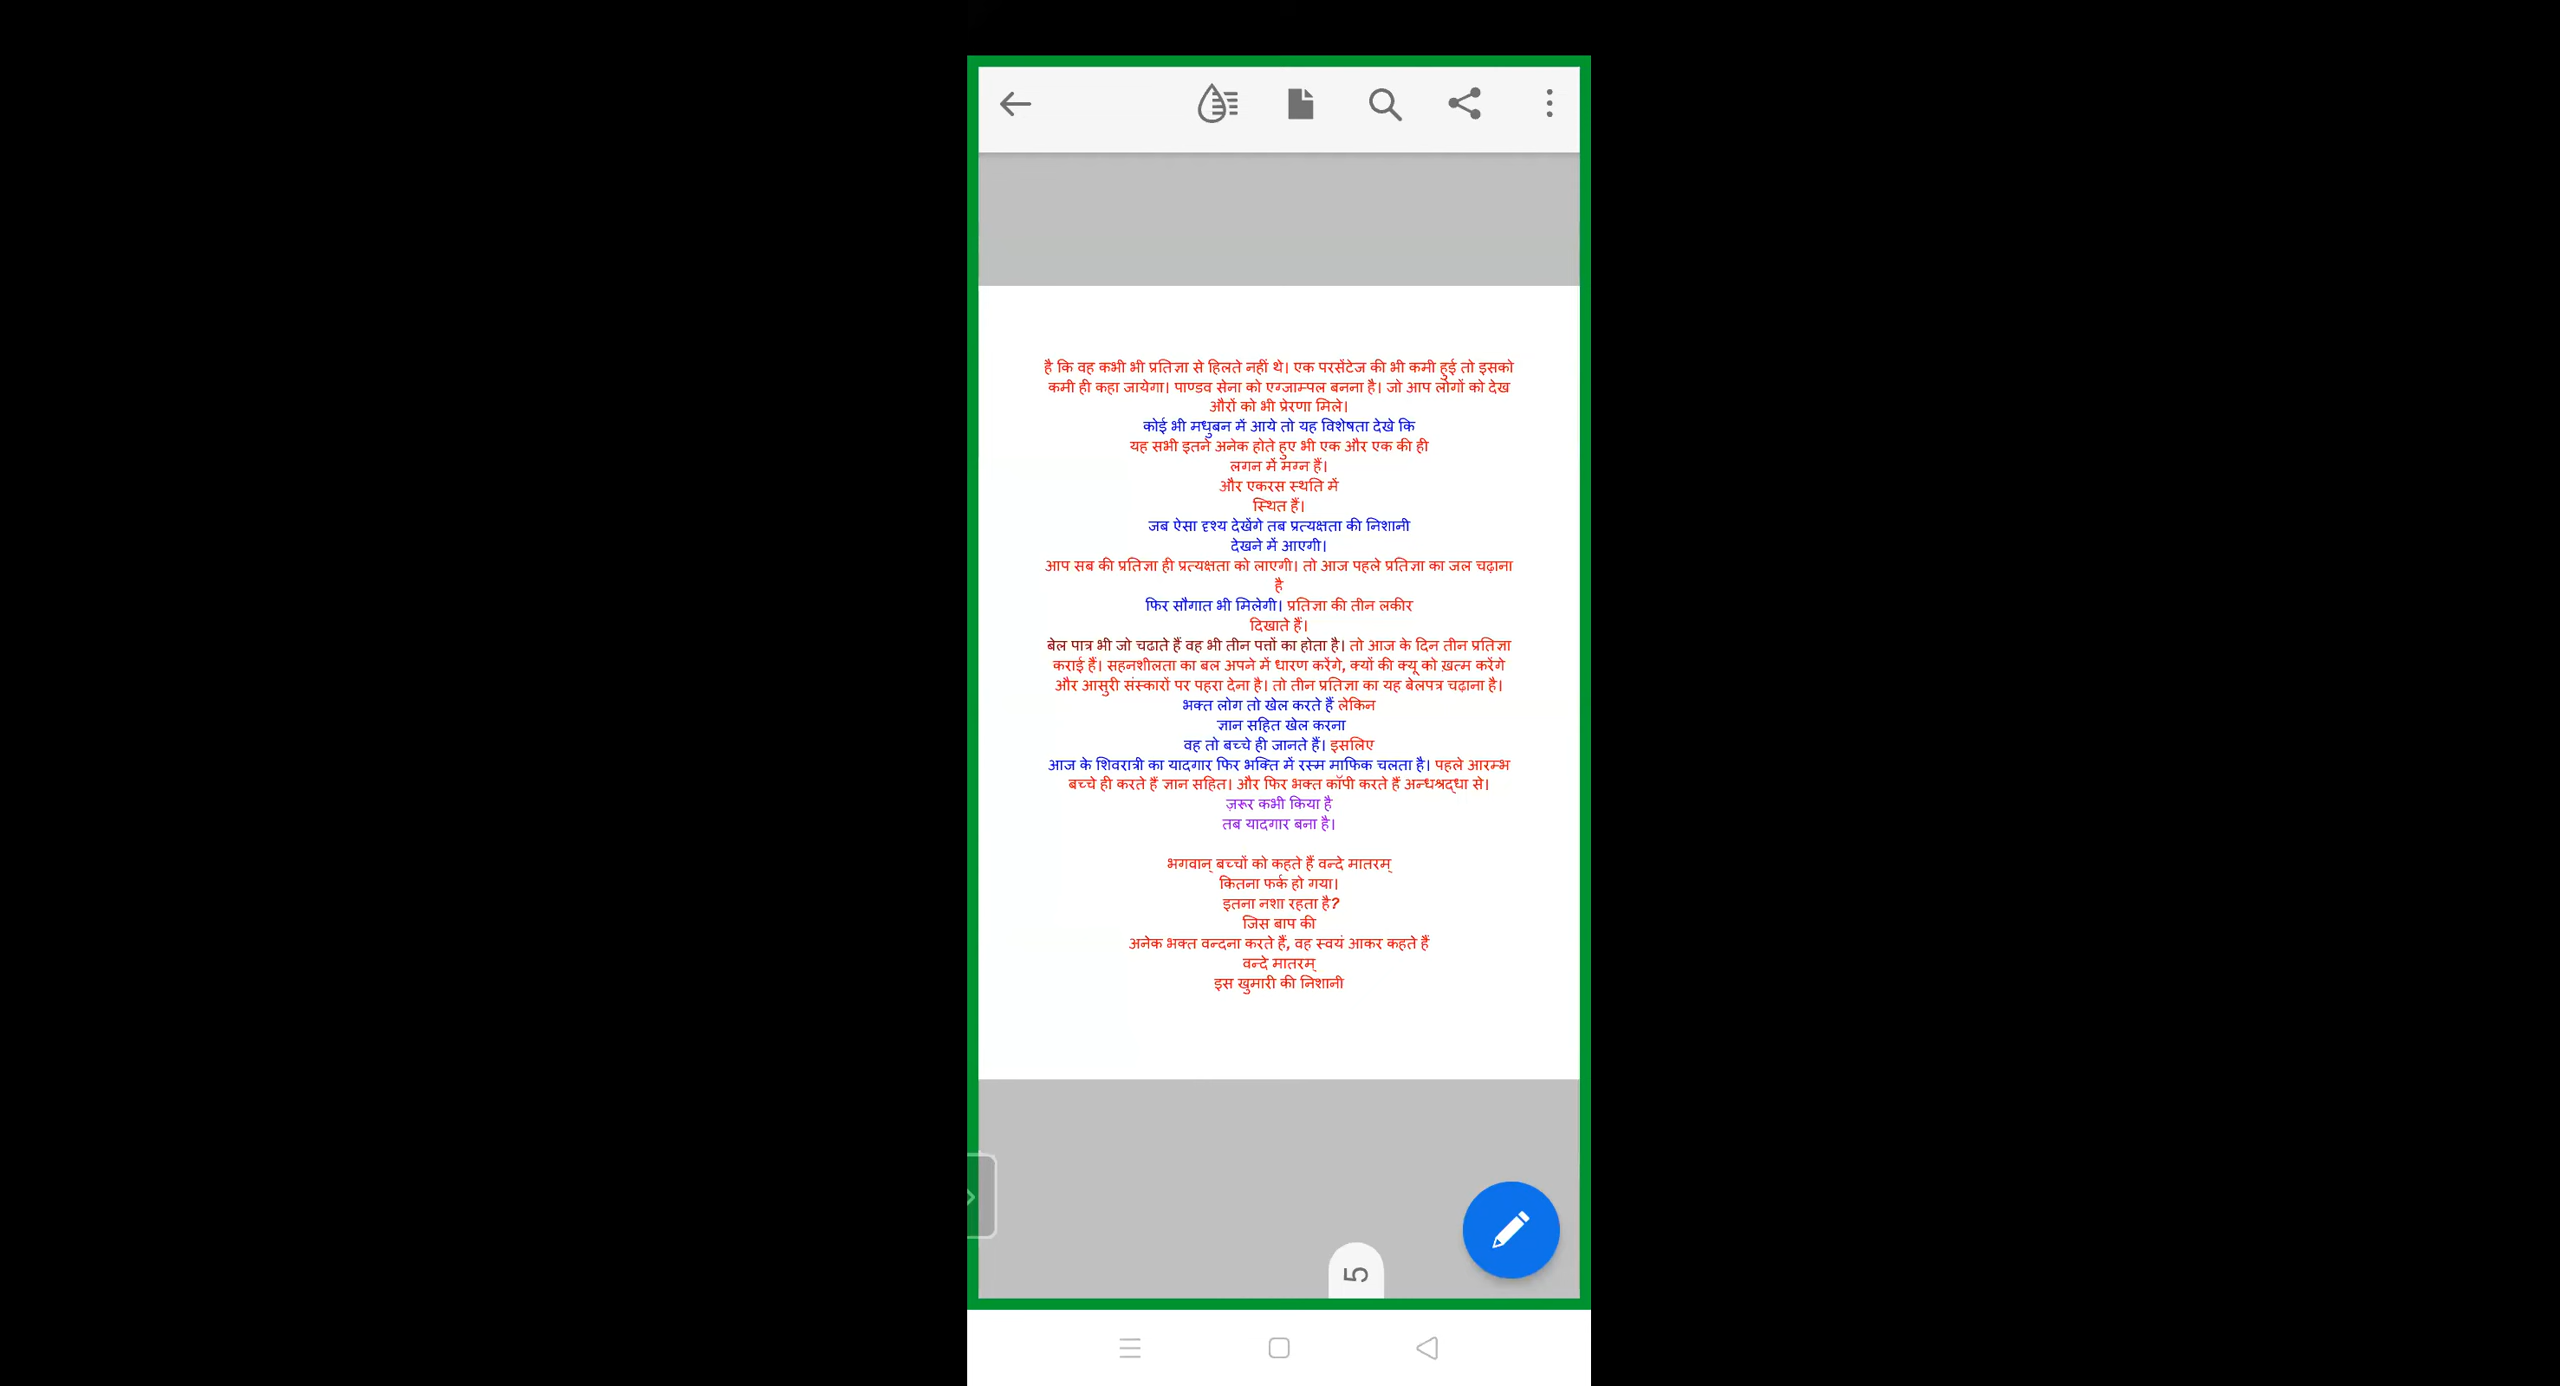 है कि वह कभी भी प्रतिज्ञा से हिलते नहीं थे। एक परसेंटेज की भी कमी हुई तो इसको
कमी ही कहा जायेगा। पाण्डव सेना को एग्जाम्पल बनना है। जो आप लोगों को देख
औरों को भी प्रेरणा मिले।
कोई भी मधुबन में आये तो यह विशेषता देखे कि
यह सभी इतने अनेक होते हुए भी एक और एक की ही
लगन में मग्न हैं।
और एकरस स्थति में
स्थित हैं।
जब ऐसा दृश्य देखेंगे तब प्रत्यक्षता की निशानी
देखने में आएगी।
आप सब की प्रतिज्ञा ही प्रत्यक्षता को लाएगी। तो आज पहले प्रतिज्ञा का जल चढ़ाना
है
फिर सौगात भी मिलेगी। प्रतिज्ञा की तीन लकीर
दिखाते हैं।
बेल पात्र भी जो चढाते हैं वह भी तीन पत्तों का होता है। तो आज के दिन तीन प्रतिज्ञा
कराई हैं। सहनशीलता का बल अपने में धारण करेंगे, क्यों की क्यू को ख़त्म करेंगे
और आसुरी संस्कारों पर पहरा देना है। तो तीन प्रतिज्ञा का यह बेलपत्र चढ़ाना है।
भक्त लोग तो खेल करते हैं लेकिन
ज्ञान सहित खेल करना
वह तो बच्चे ही जानते हैं। इसलिए
आज के शिवरात्री का यादगार फिर भक्ति में रस्म माफिक चलता है। पहले आरम्भ
बच्चे ही करते हैं ज्ञान सहित। और फिर भक्त कॉपी करते हैं अन्धश्रद्धा से।
ज़रूर कभी किया है
तब यादगार बना है।
भगवान् बच्चों को कहते हैं वन्दे मातरम्
कितना फर्क हो गया।
इतना नशा रहता है?
जिस बाप की
अनेक भक्त वन्दना करते हैं, वह स्वयं आकर कहते हैं
वन्दे मातरम्
इस खुमारी की निशानी
5